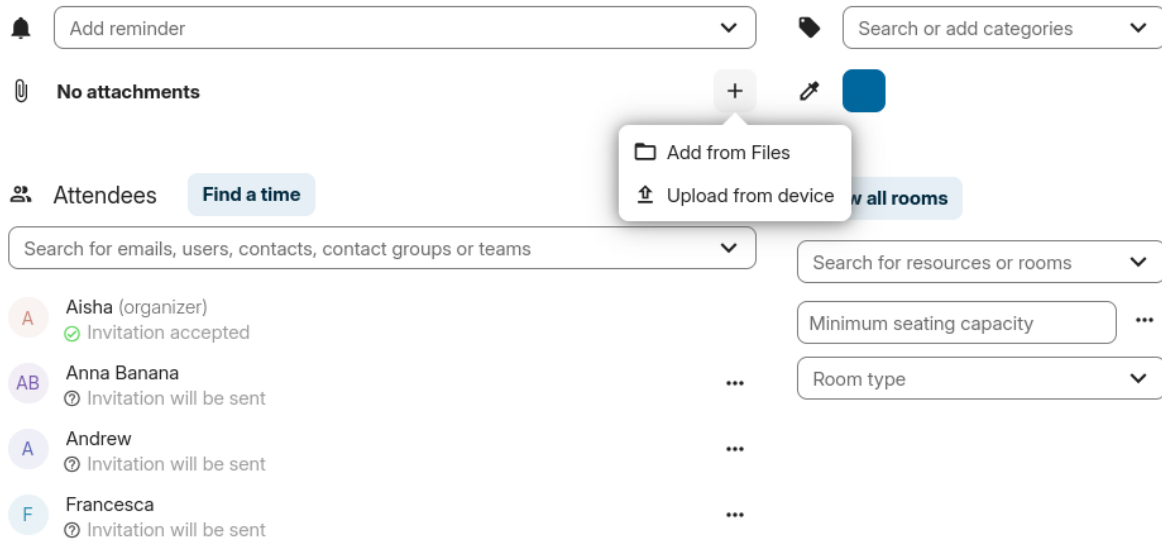 Add reminder
Search or add categories
No attachments
Add from Files
Upload from device
Attendees
Find a time
all rooms
Search for emails, users, contacts, contact groups or teams
Search for resources or rooms
A
Aisha (organizer)
Invitation accepted
Minimum seating capacity
AB
Anna Banana
Invitation will be sent
Room type
A
Andrew
Invitation will be sent
F
Francesca
Invitation will be sent